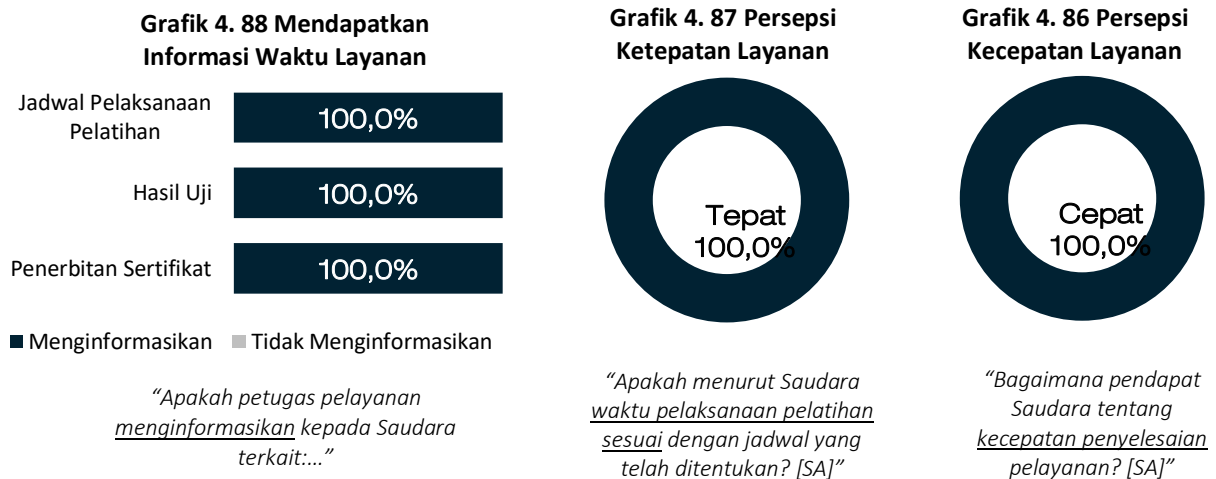 Grafik 4. 88 Mendapatkan
Informasi Waktu Layanan
Jadwal Pelaksanaan
Pelatihan
100,0%
Hasil Uji
100,0%
Penerbitan Sertifikat
100,0%
Menginformasikan
Tidak Menginformasikan
“Apakah petugas pelayanan
menginformasikan kepada Saudara
terkait:...”
Grafik 4. 87 Persepsi
Ketepatan Layanan
Tepat
100,0%
“Apakah menurut Saudara
waktu pelaksanaan pelatihan
sesuai dengan jadwal yang
telah ditentukan? [SA]”
Grafik 4. 86 Persepsi
Kecepatan Layanan
Cepat
100,0%
“Bagaimana pendapat
Saudara tentang
kecepatan penyelesaian
pelayanan? [SA]”